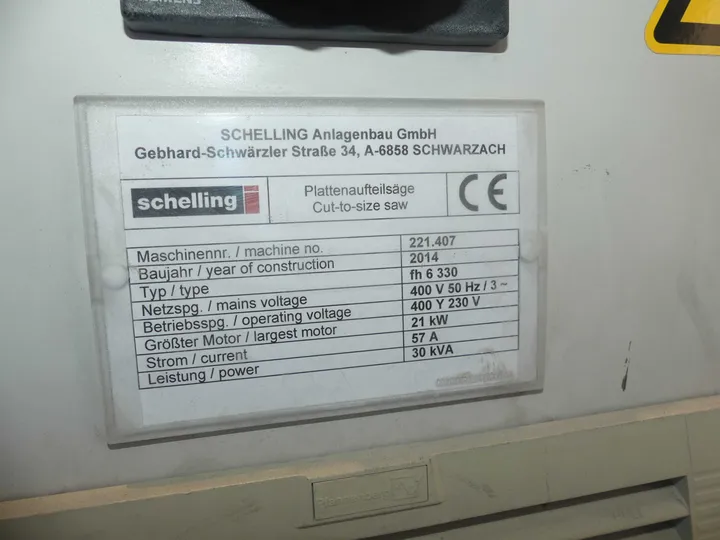 SIEMENS
SCHELLING Anlagenbau GmbH
Gebhard-Schwärzler Straße 34, A-6858 SCHWARZACH
schelling
Plattenaufteilsäge
Cut-to-size saw
CE
Maschinennr. / machine no. 221.407
Baujahr / year of construction 2014
Typ / type fh 6 330
Netzspg. / mains voltage 400 V 50 Hz / 3 ~
Betriebsspg. / operating voltage 400 Y 230 V
Größter Motor / largest motor 21 kW
Strom / current 57 A
Leistung / power 30 kVA